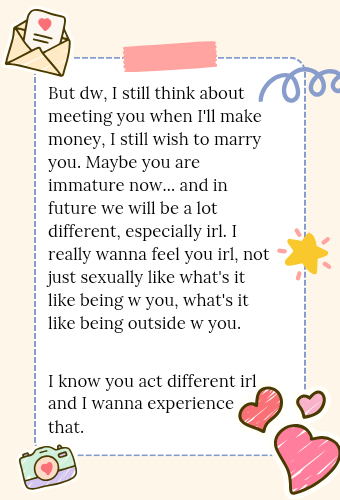 But dw, I still think about
meeting you when I'll make
money, I still wish to marry
you. Maybe you are
immature now... and in
future we will be a lot
different, especially irl. I
really wanna feel you irl, not
just sexually like what's it
like being w you, what's it
like being outside w you.
I know you act different irl
and I wanna experience
that.